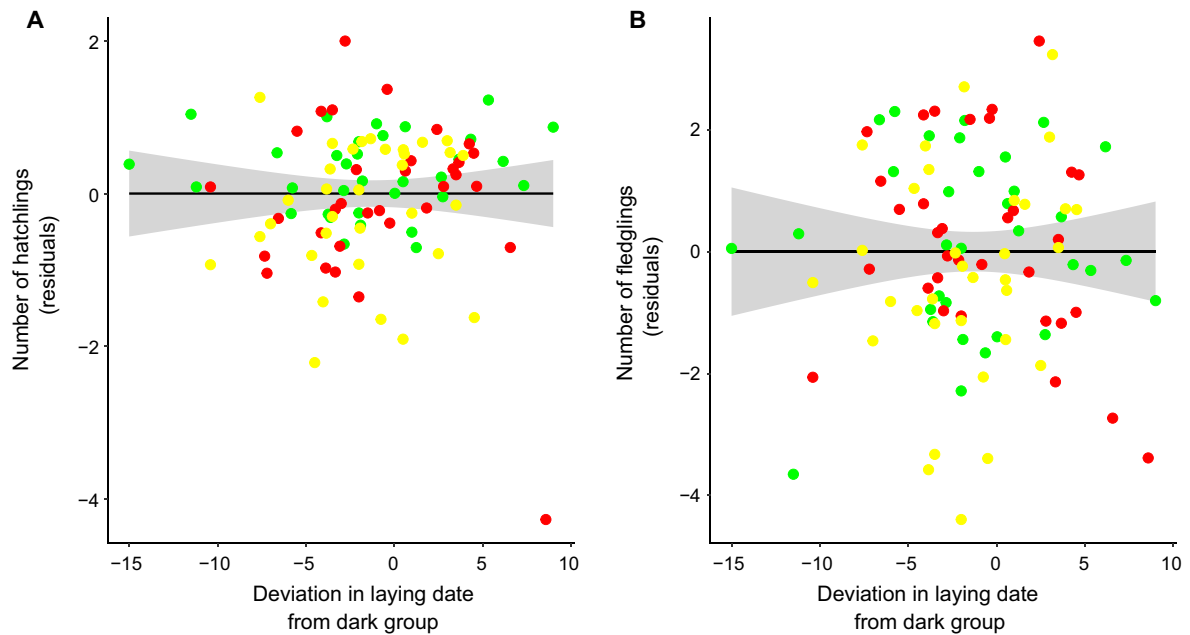 A
Number of hatchlings
(residuals)
2
0
−2
−4
−15
−10
−5
0
5
10
Deviation in laying date
from dark group
B
Number of fledglings
(residuals)
2
0
−2
−4
−15
−10
−5
0
5
10
Deviation in laying date
from dark group